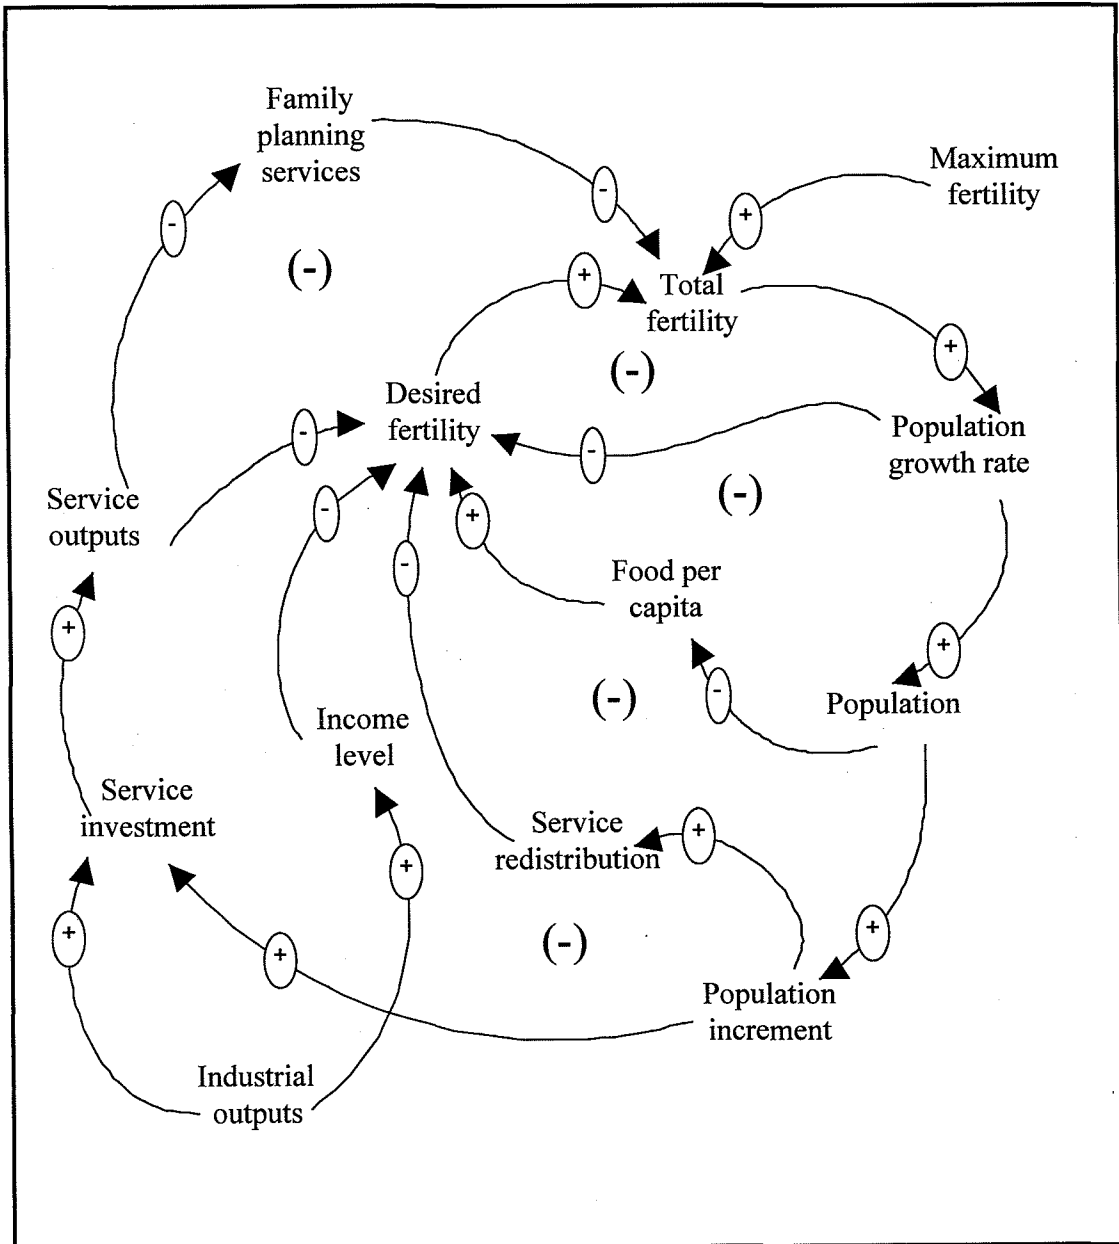 Family
planning
services
Maximum
fertility
-
-
+
(-)
+
Total
fertility
+
(-)
Desired
fertility
-
-
Population
growth rate
(-)
Service
outputs
-
+
-
Food per
capita
+
+
-
(-)
Population
Income
level
Service
investment
Service
redistribution
+
+
+
+
(-)
+
Population
increment
Industrial
outputs